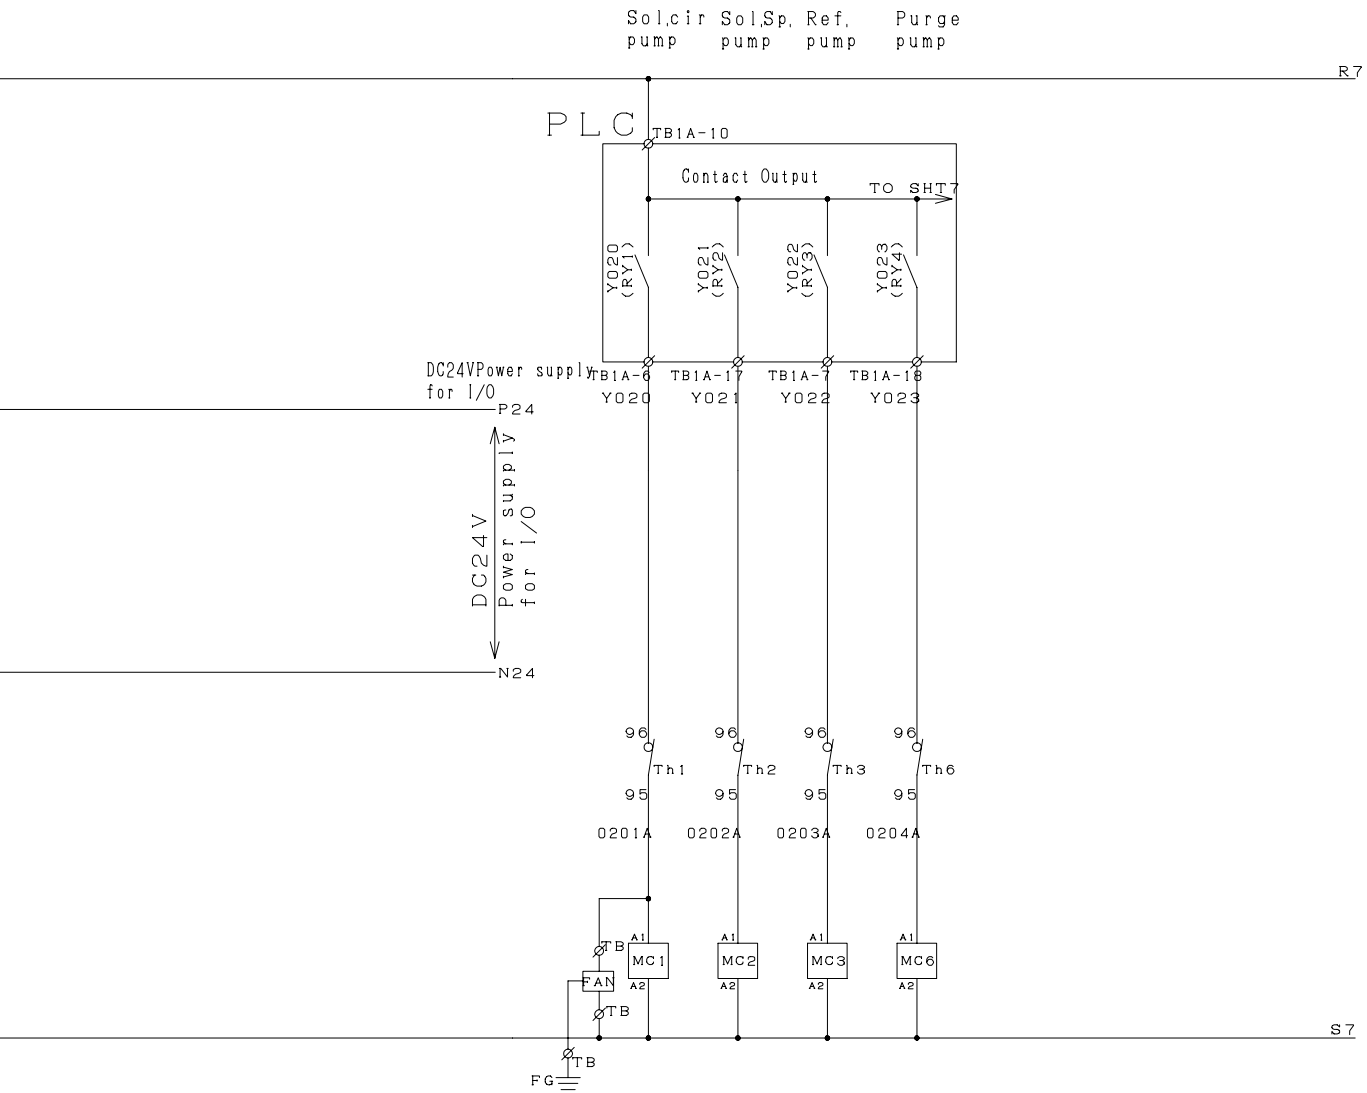 Sol,cir Sol,Sp, Ref, Purge
pump pump pump pump
R7
PLC
TB1A-10
Contact Output
TO SHT7
Y020
(RY1)
Y021
(RY2)
Y022
(RY3)
Y023
(RY4)
DC24VPower supply
for I/O
TB1A-6 TB1A-17 TB1A-7 TB1A-18
Y020 Y021 Y022 Y023
P24
DC24V
Power supply
for I/O
N24
96 96 96 96
Th1 Th2 Th3 Th6
95 95 95 95
0201A 0202A 0203A 0204A
A1 A1 A1 A1
TB
MC1 MC2 MC3 MC6
FAN
A2 A2 A2 A2
TB
S7
TB
FG